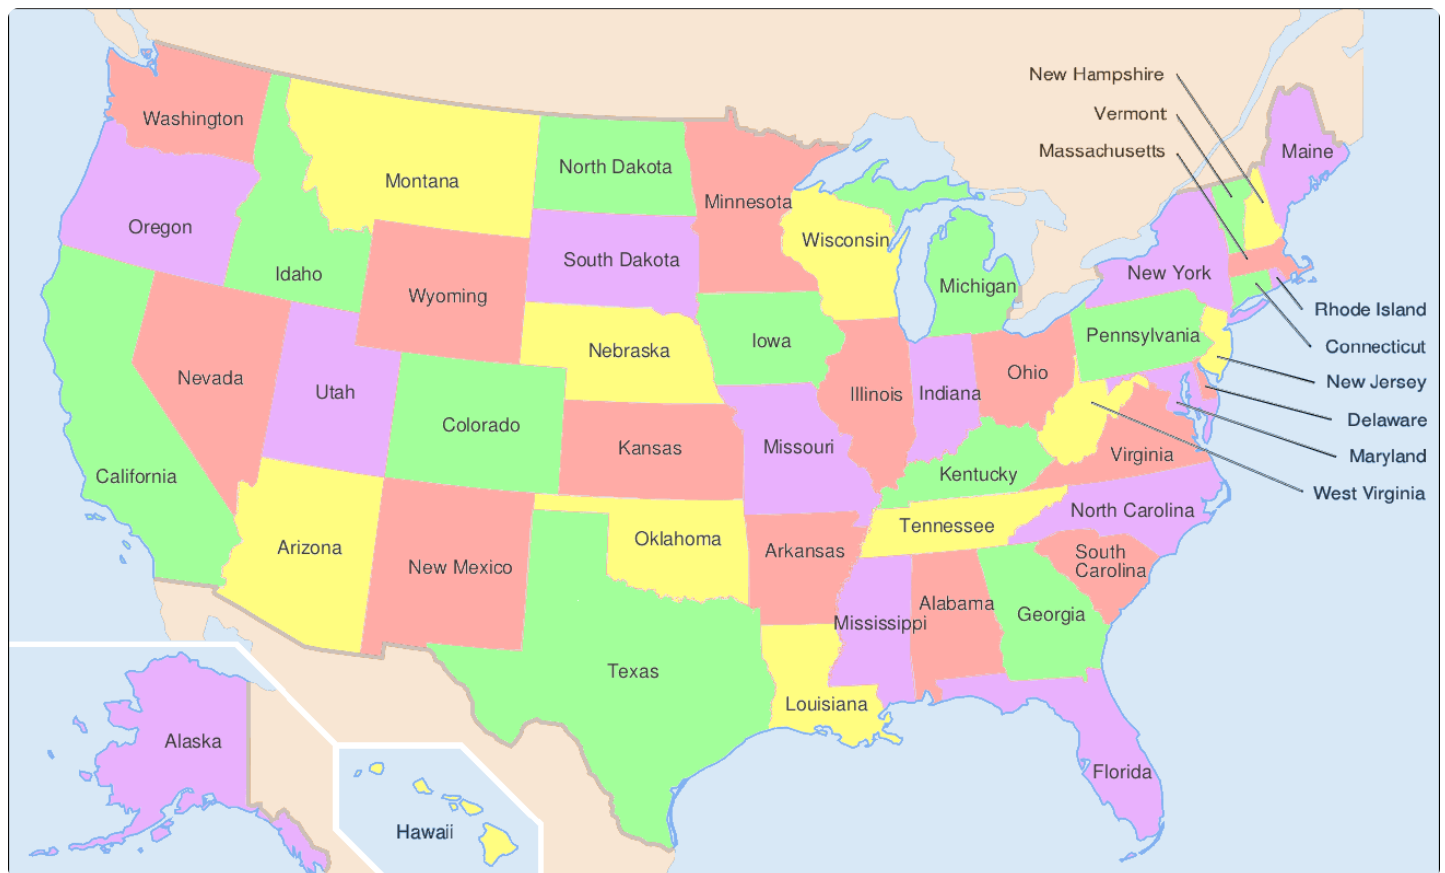 New Hampshire
Vermont
Massachusetts
Washington
Maine
Montana
North Dakota
Minnesota
Oregon
Wisconsin
Idaho
South Dakota
New York
Michigan
Wyoming
Rhode Island
Pennsylvania
Iowa
Connecticut
Nebraska
Nevada
Utah
Ohio
New Jersey
Illinois
Indiana
Colorado
Delaware
Kansas
Missouri
Virginia
Maryland
California
Kentucky
West Virginia
North Carolina
Tennessee
Oklahoma
Arizona
Arkansas
South
Carolina
New Mexico
Alabama
Georgia
Mississippi
Texas
Louisiana
Alaska
Florida
Hawaii